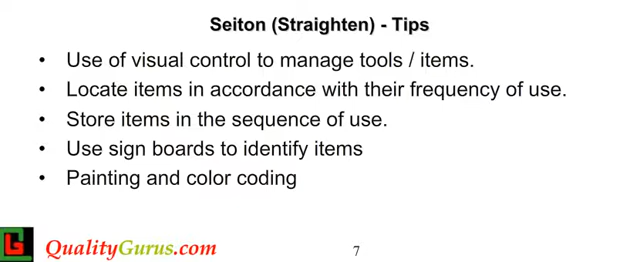 Seiton (Straighten) - Tips
• Use of visual control to manage tools / items.
• Locate items in accordance with their frequency of use.
• Store items in the sequence of use.
• Use sign boards to identify items
• Painting and color coding
QualityGurus.com
7